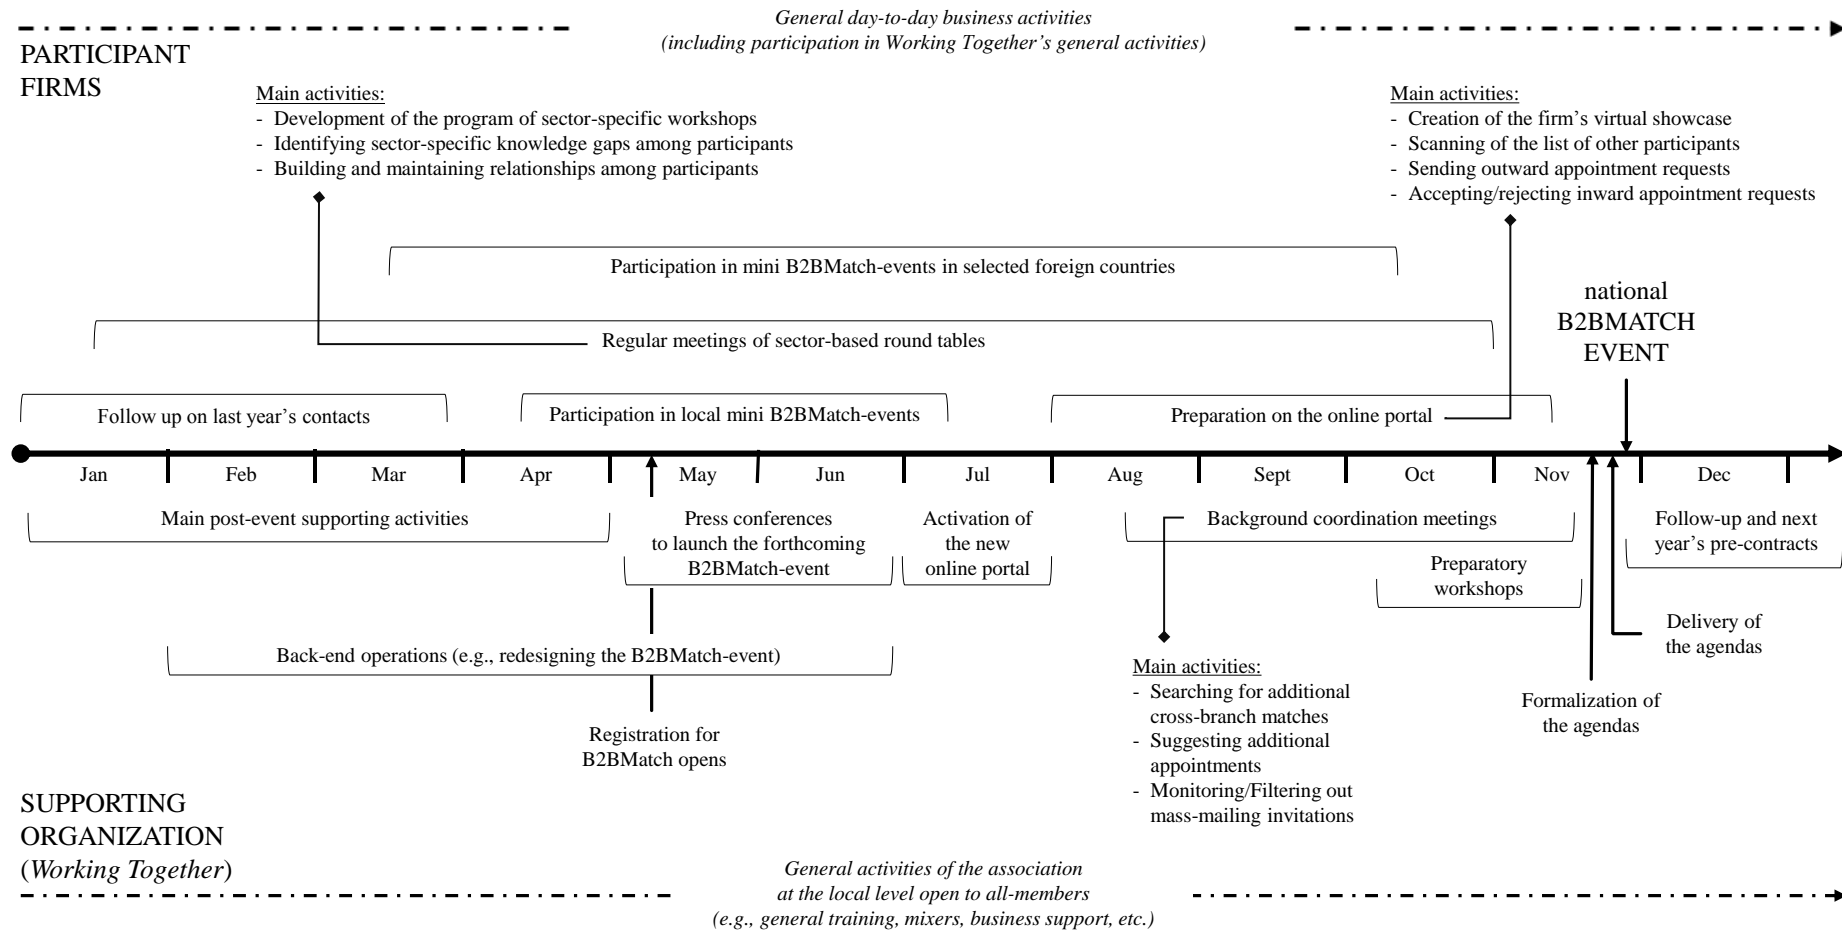 General day-to-day business activities
(including participation in Working Together's general activities)
PARTICIPANT
FIRMS
Main activities:
- Development of the program of sector-specific workshops
- Identifying sector-specific knowledge gaps among participants
- Building and maintaining relationships among participants
Main activities:
- Creation of the firm's virtual showcase
- Scanning of the list of other participants
- Sending outward appointment requests
- Accepting/rejecting inward appointment requests
Participation in mini B2BMatch-events in selected foreign countries
national
B2BMATCH
EVENT
Regular meetings of sector-based round tables
Follow up on last year's contacts
Participation in local mini B2BMatch-events
Preparation on the online portal
Jan Feb Mar Apr May Jun Jul Aug Sept Oct Nov Dec
Main post-event supporting activities
Press conferences
to launch the forthcoming
B2BMatch-event
Activation of
the new
online portal
Background coordination meetings
Follow-up and next
year's pre-contracts
Preparatory
workshops
Delivery of
the agendas
Back-end operations (e.g., redesigning the B2BMatch-event)
Main activities:
- Searching for additional
cross-branch matches
- Suggesting additional
appointments
- Monitoring/Filtering out
mass-mailing invitations
Formalization of
the agendas
Registration for
B2BMatch opens
SUPPORTING
ORGANIZATION
(Working Together)
General activities of the association
at the local level open to all-members
(e.g., general training, mixers, business support, etc.)